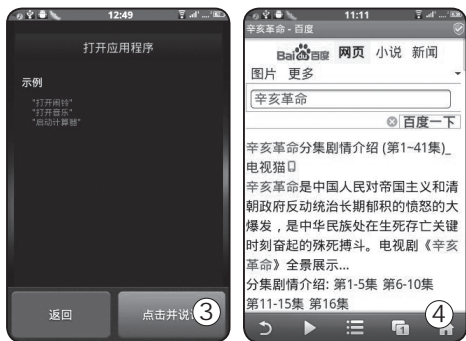 12:49
打开应用程序
示例
"打开闹铃"
"打开音乐"
"启动计算器"
返回
点击并说话
③
11:11
辛亥革命 - 百度
Bai百度 网页 小说 新闻
图片 更多
辛亥革命
百度一下
辛亥革命分集剧情介绍 (第1~41集)_
电视猫
辛亥革命是中国人民对帝国主义和清
朝政府反动统治长期郁积的愤怒的大
爆发，是中华民族处在生死存亡关键
时刻奋起的殊死搏斗。电视剧《辛亥
革命》全景展示...
分集剧情介绍: 第1-5集 第6-10集
第11-15集 第16集
1
④